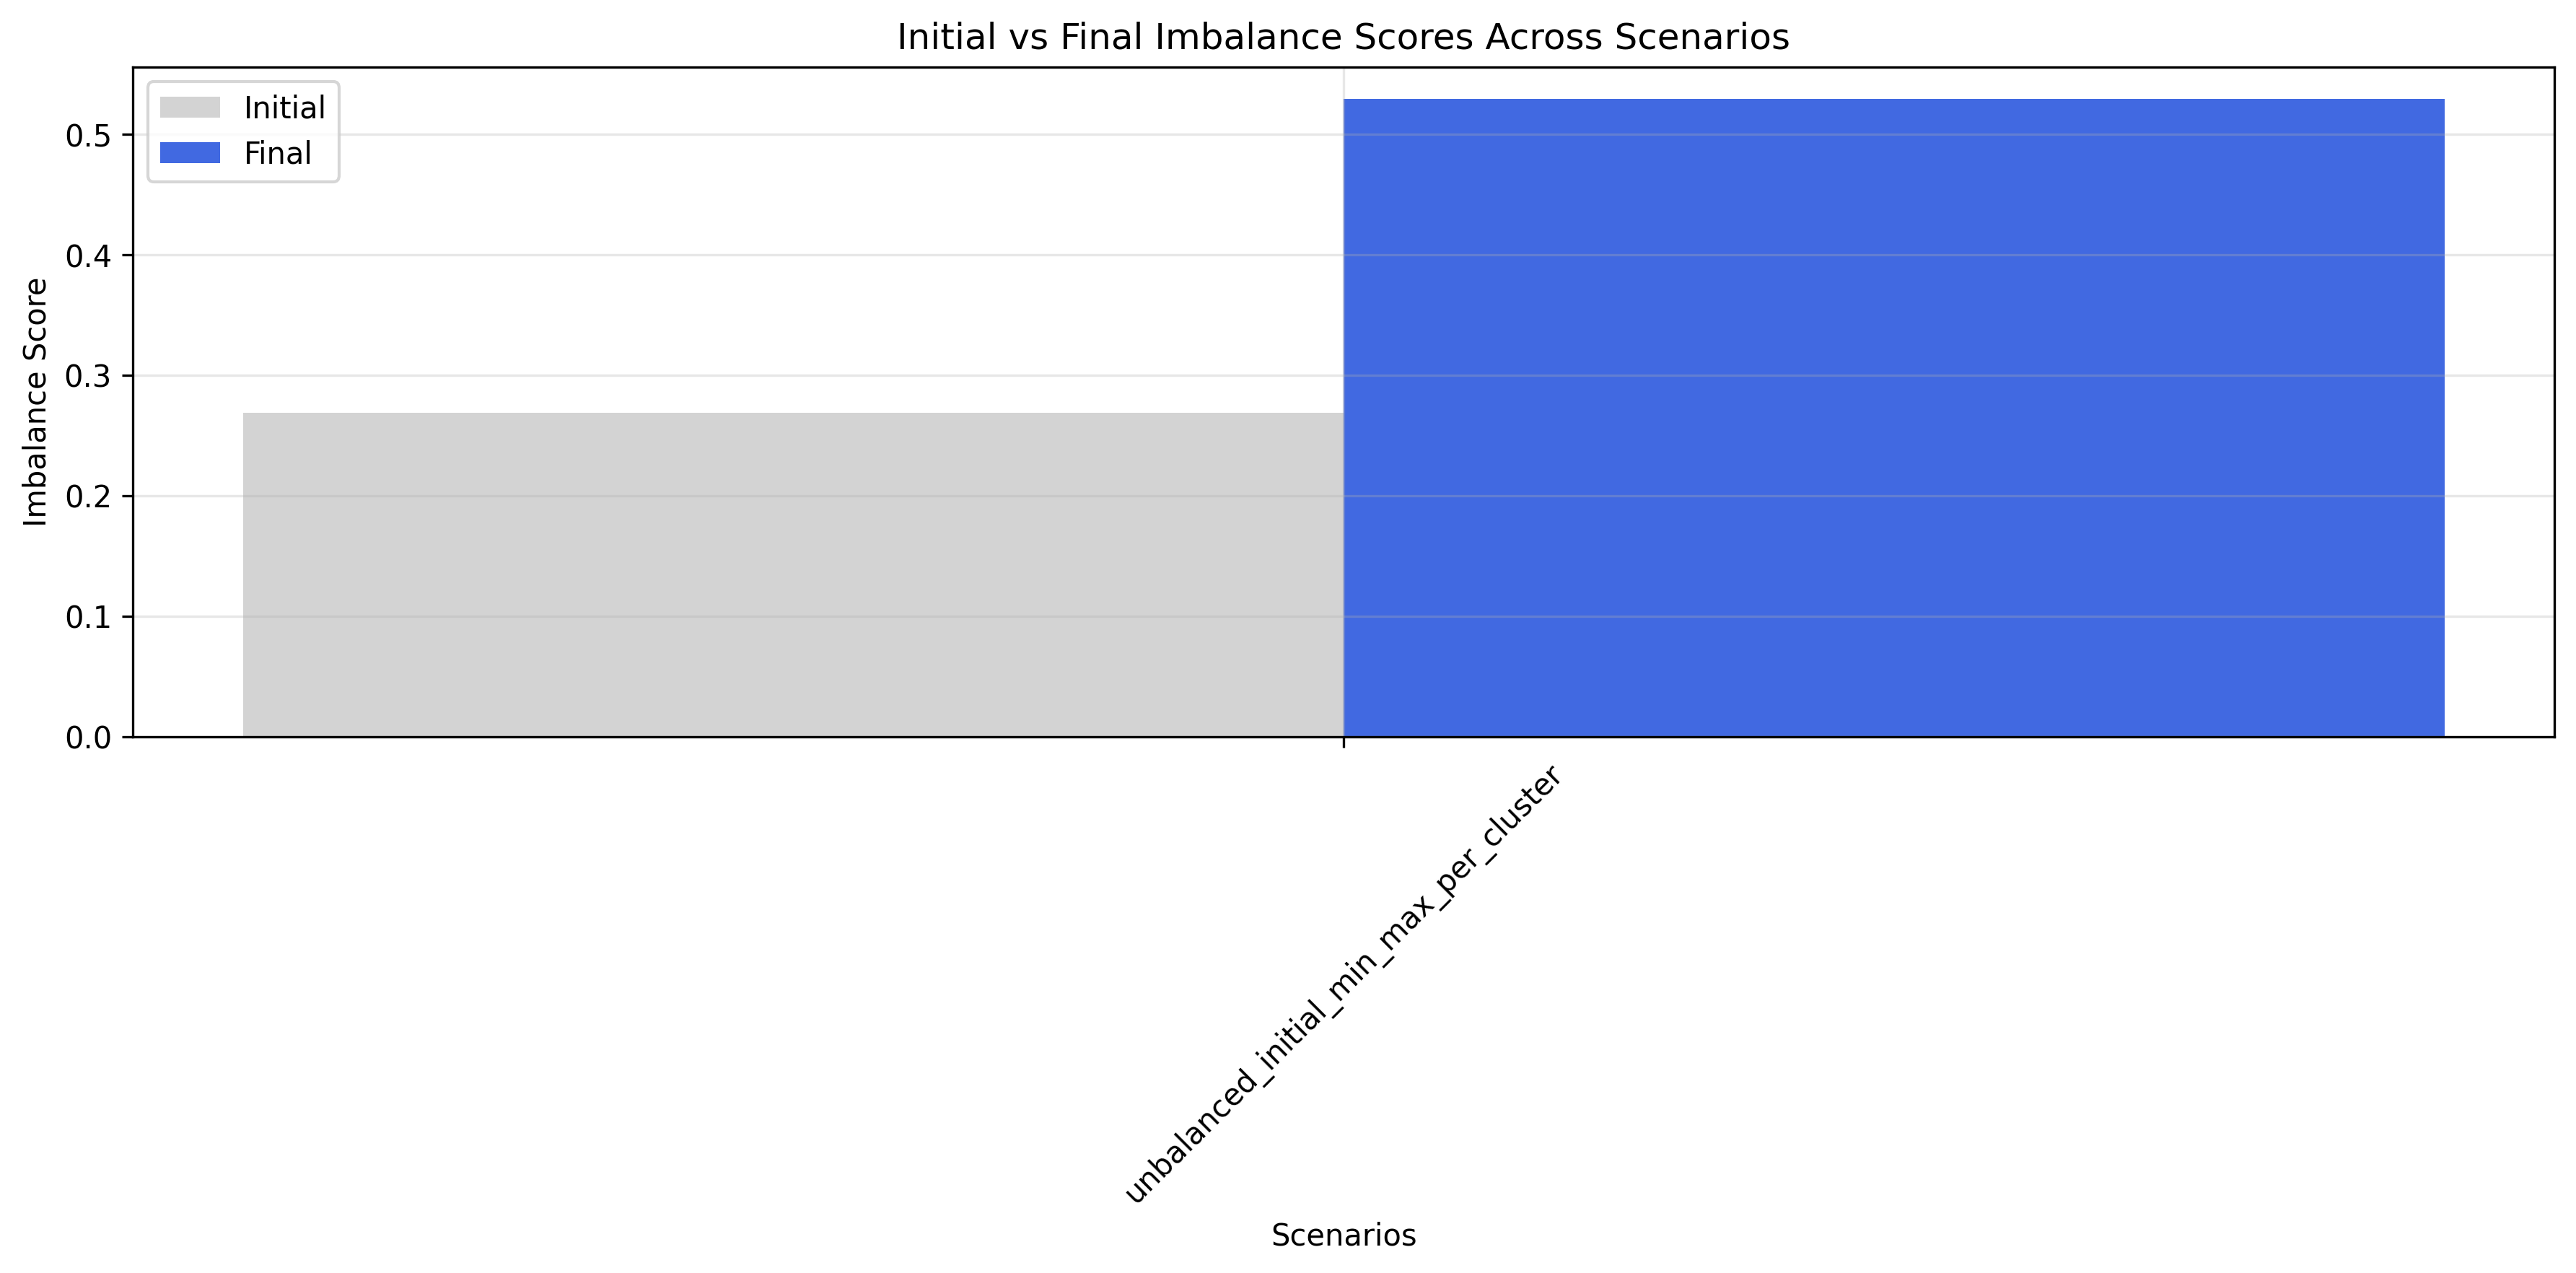 Initial vs Final Imbalance Scores Across Scenarios
Initial
Final
Imbalance Score
0.5
0.4
0.3
0.2
0.1
0.0
unbalanced_initial_min_max_per_cluster
Scenarios